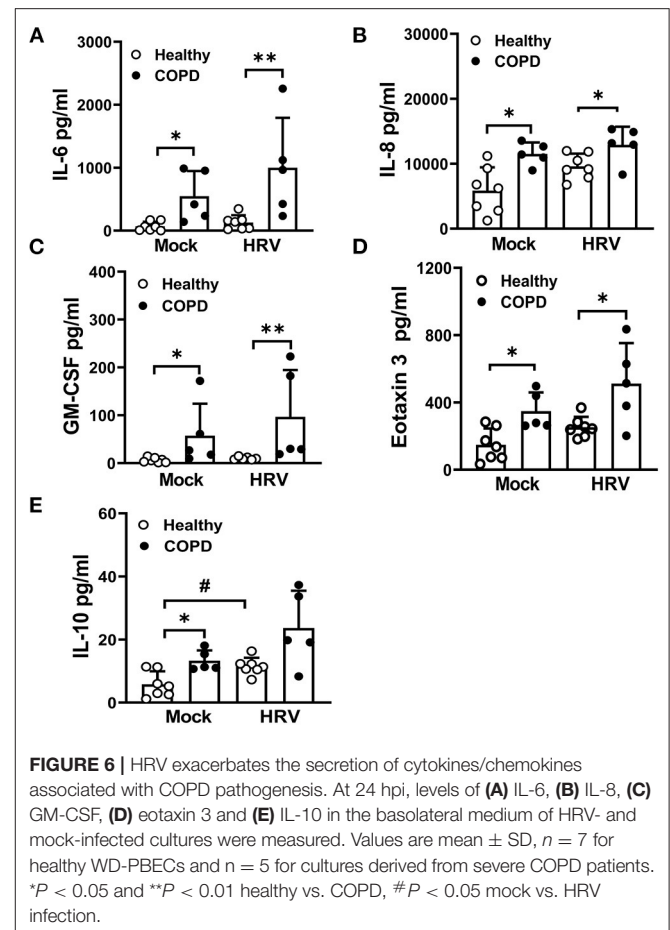 A
IL-6 pg/ml
3000
2000
1000
0
Healthy
COPD
*
**
Mock
HRV
B
IL-8 pg/ml
30000
20000
10000
0
Healthy
COPD
*
*
Mock
HRV
C
GM-CSF pg/ml
400
300
200
100
0
Healthy
COPD
*
**
Mock
HRV
D
Eotaxin 3 pg/ml
1200
800
400
0
Healthy
COPD
*
*
Mock
HRV
E
IL-10 pg/ml
60
40
20
0
Healthy
COPD
#
*
Mock
HRV
FIGURE 6 | HRV exacerbates the secretion of cytokines/chemokines
associated with COPD pathogenesis. At 24 hpi, levels of (A) IL-6, (B) IL-8, (C)
GM-CSF, (D) eotaxin 3 and (E) IL-10 in the basolateral medium of HRV- and
mock-infected cultures were measured. Values are mean ± SD, n = 7 for
healthy WD-PBECs and n = 5 for cultures derived from severe COPD patients.
*P < 0.05 and **P < 0.01 healthy vs. COPD, #P < 0.05 mock vs. HRV
infection.